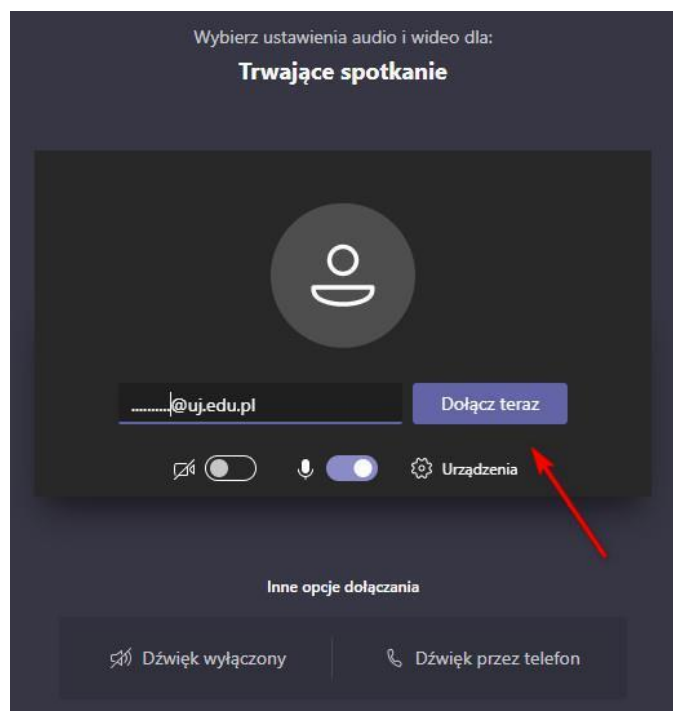 Wybierz ustawienia audio i wideo dla:
Trwające spotkanie
..........@uj.edu.pl
Dołącz teraz
Urządzenia
Inne opcje dołączania
Dźwięk wyłączony
Dźwięk przez telefon